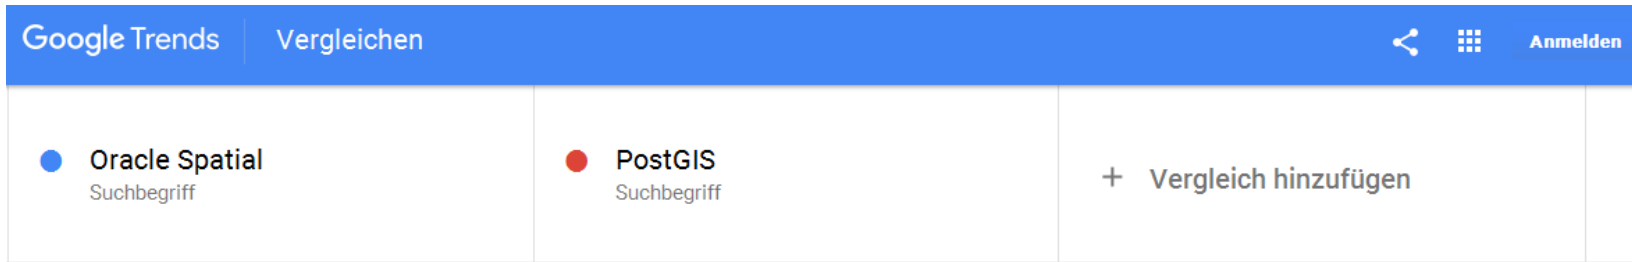 Google Trends Vergleichen Anmelden
Oracle Spatial PostGIS
Suchbegriff Suchbegriff
+ Vergleich hinzufügen